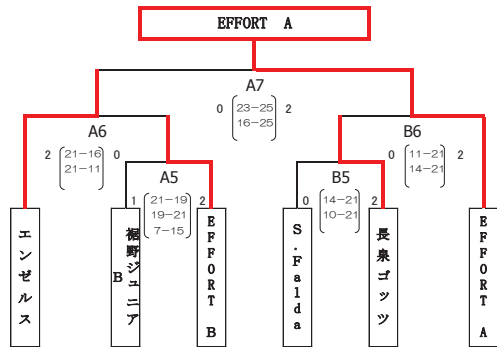 EFFORT A
A7
0 23-25 2
16-25
A6
2 21-16 0
21-11
B6
0 11-21 2
14-21
A5
1 21-19 2
19-21
7-15
B5
0 14-21 2
10-21
エンゼルス
裾野ジュニア B
EFFORT B
S.Falda
長泉ゴッツ
EFFORT A